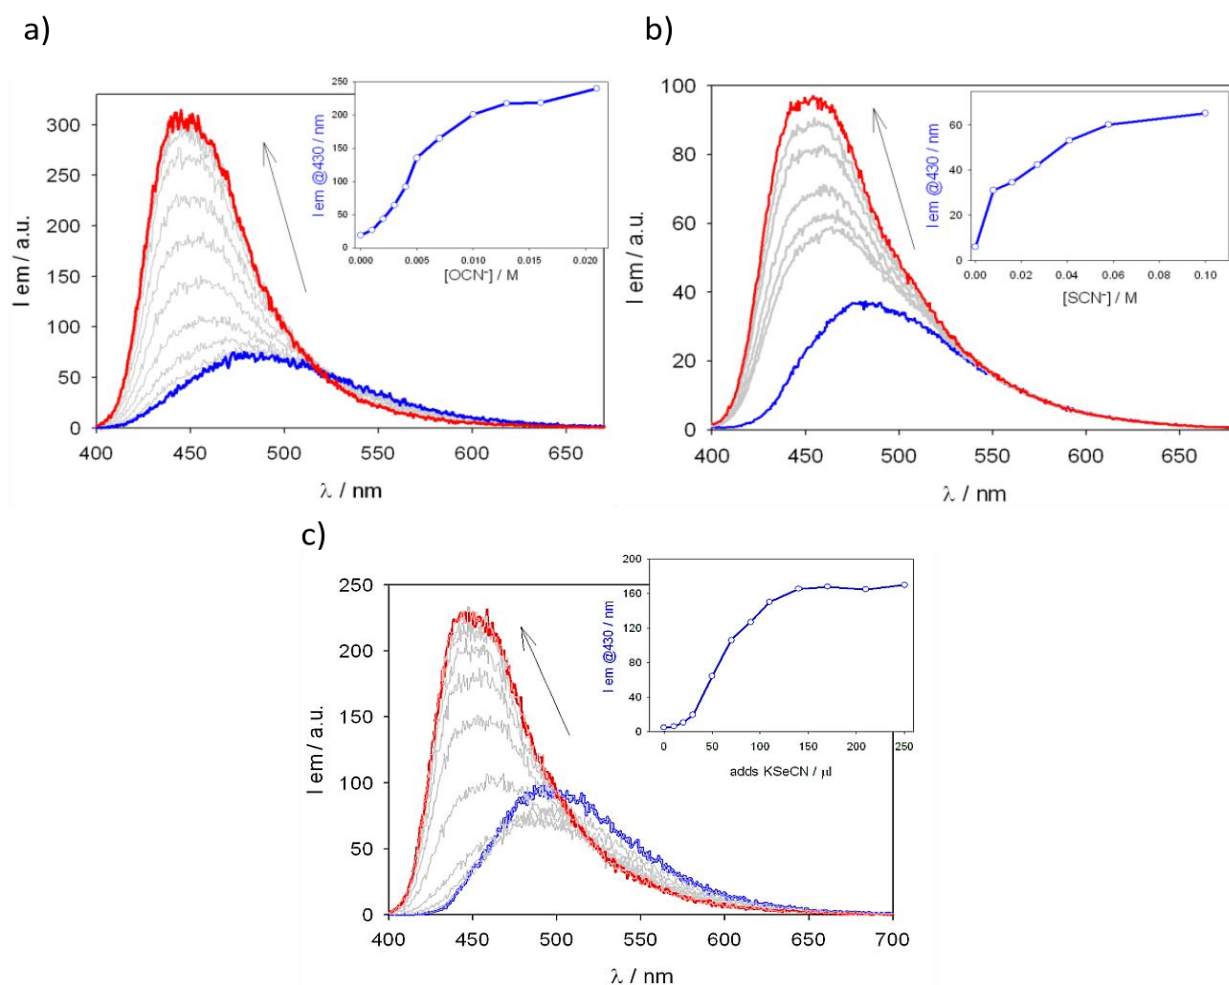 a)
I em / a.u.
300
250
200
150
100
50
0
400 450 500 550 600 650
λ / nm
I em @430 / nm
250
200
150
100
50
0
0.000 0.005 0.010 0.015 0.020
[OCN⁻] / M
b)
I em / a.u.
100
80
60
40
20
0
400 450 500 550 600 650
λ / nm
I em @430 / nm
60
40
20
0
0.00 0.02 0.04 0.06 0.08 0.10
[SCN⁻] / M
c)
I em / a.u.
250
200
150
100
50
0
400 450 500 550 600 650 700
λ / nm
I em @430 / nm
200
160
120
80
40
0
0 50 100 150 200 250
adds KSeCN / µl